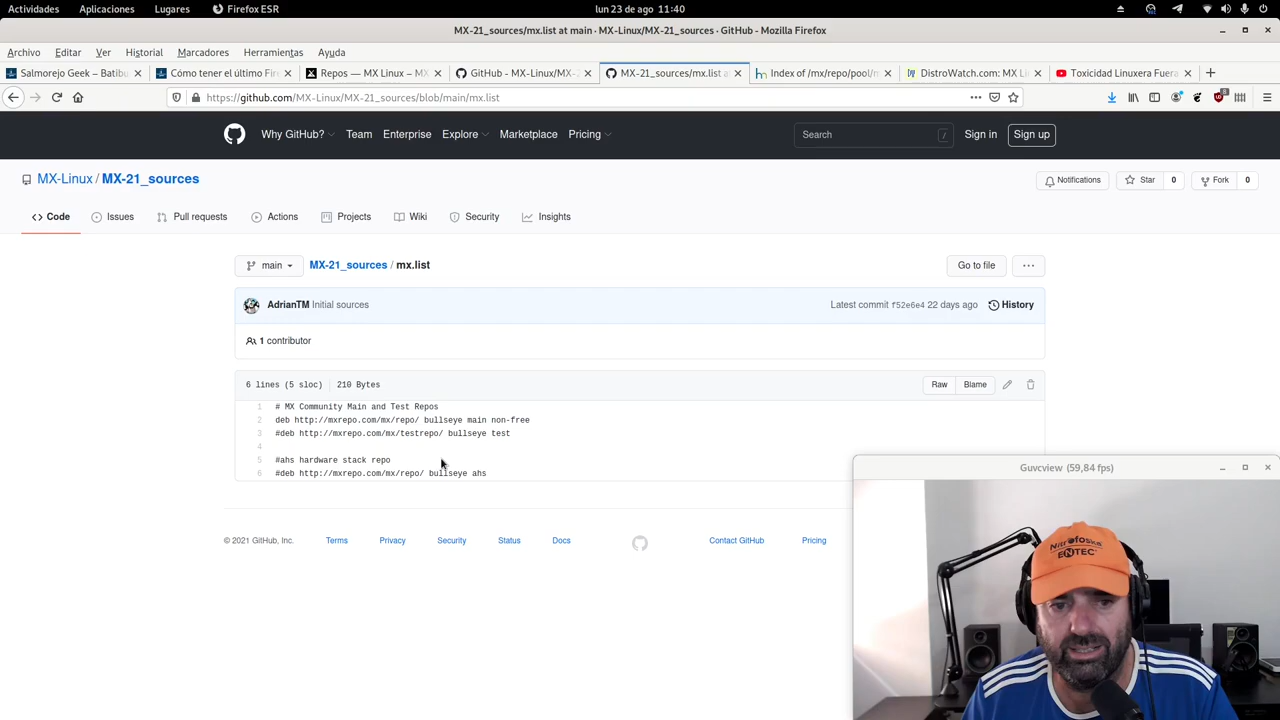 Actividades Aplicaciones Lugares Firefox ESR lun 23 de ago 11:40
MX-21_sources/mx.list at main · MX-Linux/MX-21_sources · GitHub - Mozilla Firefox
Archivo Editar Ver Historial Marcadores Herramientas Ayuda
Salmorejo Geek – Batibu Cómo tener el último Fire Repos — MX Linux — MX GitHub - MX-Linux/MX-2 MX-21_sources/mx.list a Index of /mx/repo/pool/m DistroWatch.com: MX Li Toxicidad Linuxera Fuera
https://github.com/MX-Linux/MX-21_sources/blob/main/mx.list
Why GitHub? Team Enterprise Explore Marketplace Pricing Search / Sign in Sign up
MX-Linux / MX-21_sources Notifications Star 0 Fork 0
Code Issues Pull requests Actions Projects Wiki Security Insights
main MX-21_sources / mx.list Go to file
AdrianTM Initial sources Latest commit f52e6e4 22 days ago History
1 contributor
6 lines (5 sloc) 210 Bytes Raw Blame
1 # MX Community Main and Test Repos
2 deb http://mxrepo.com/mx/repo/ bullseye main non-free
3 #deb http://mxrepo.com/mx/testrepo/ bullseye test
4
5 #ahs hardware stack repo
6 #deb http://mxrepo.com/mx/repo/ bullseye ahs
Guvcview (59,84 fps)
© 2021 GitHub, Inc. Terms Privacy Security Status Docs Contact GitHub Pricing
Nitrofoska
ENTEC